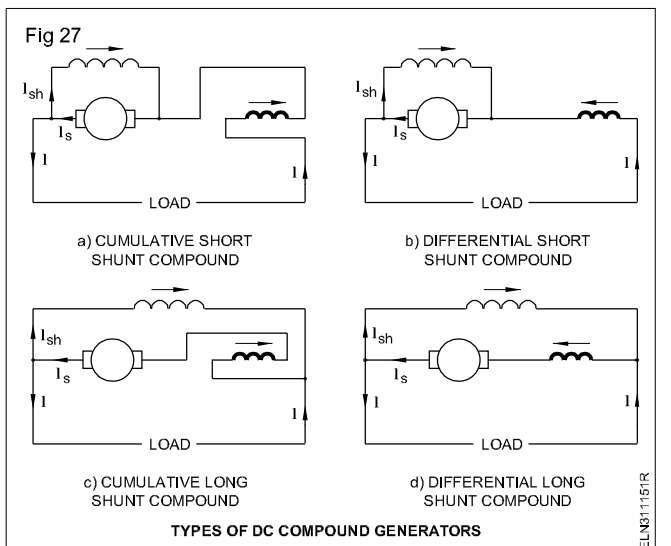 Fig 27
Ish
Is
I
I
LOAD
a) CUMULATIVE SHORT
SHUNT COMPOUND
Ish
Is
I
I
LOAD
b) DIFFERENTIAL SHORT
SHUNT COMPOUND
Ish
Is
I
I
LOAD
c) CUMULATIVE LONG
SHUNT COMPOUND
Ish
Is
I
I
LOAD
d) DIFFERENTIAL LONG
SHUNT COMPOUND
TYPES OF DC COMPOUND GENERATORS
ELN311151R